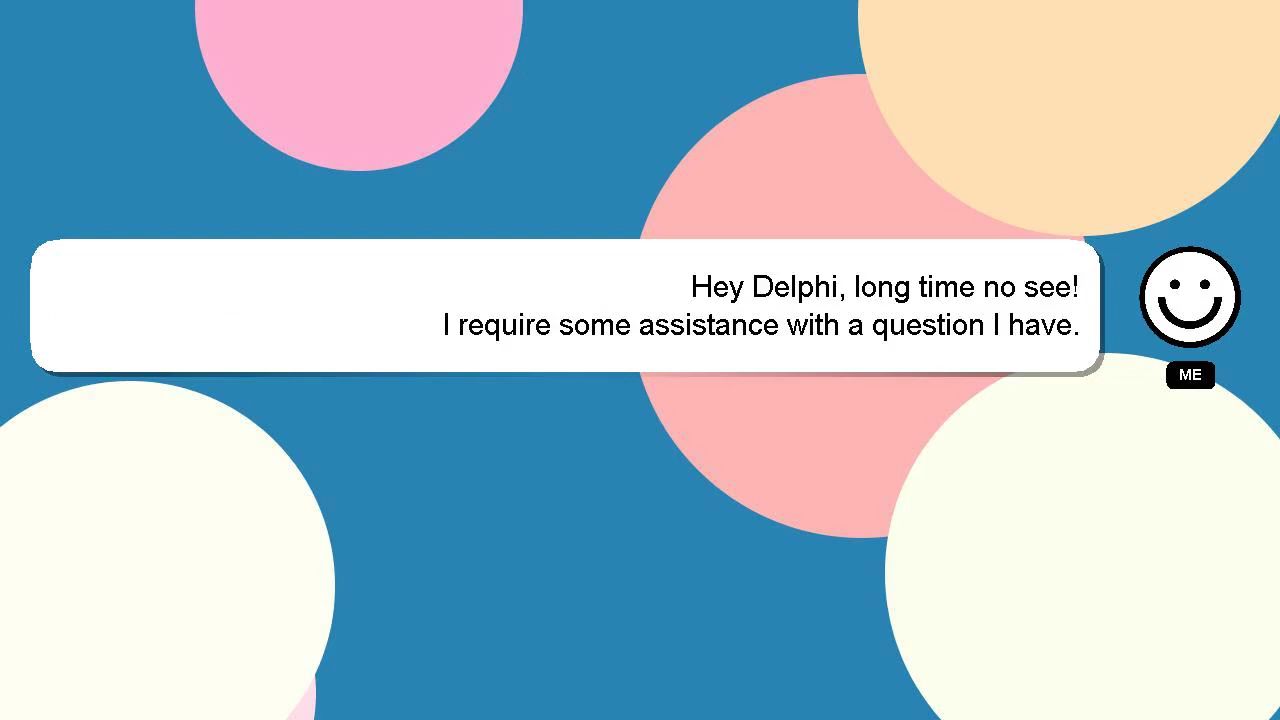 Hey Delphi, long time no see!
I require some assistance with a question I have.
ME